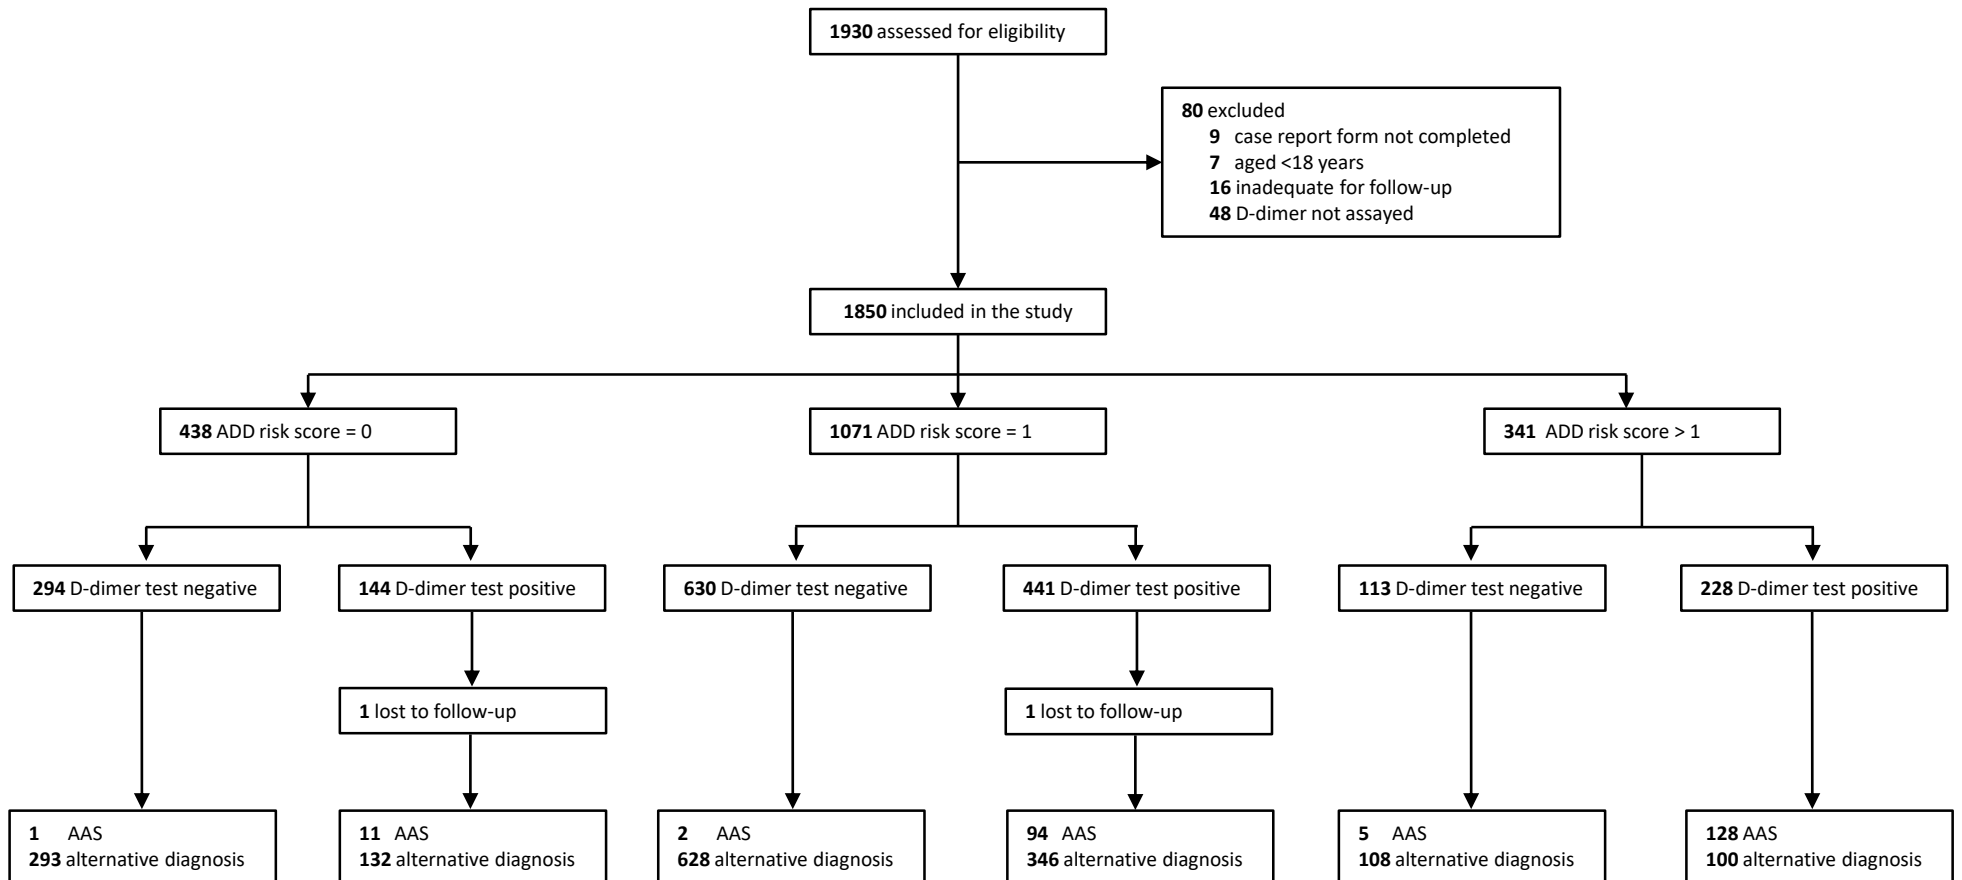 1930 assessed for eligibility
80 excluded
9 case report form not completed
7 aged <18 years
16 inadequate for follow-up
48 D-dimer not assayed
1850 included in the study
438 ADD risk score = 0
1071 ADD risk score = 1
341 ADD risk score > 1
294 D-dimer test negative
144 D-dimer test positive
630 D-dimer test negative
441 D-dimer test positive
113 D-dimer test negative
228 D-dimer test positive
1 lost to follow-up
1 lost to follow-up
1 AAS
293 alternative diagnosis
11 AAS
132 alternative diagnosis
2 AAS
628 alternative diagnosis
94 AAS
346 alternative diagnosis
5 AAS
108 alternative diagnosis
128 AAS
100 alternative diagnosis